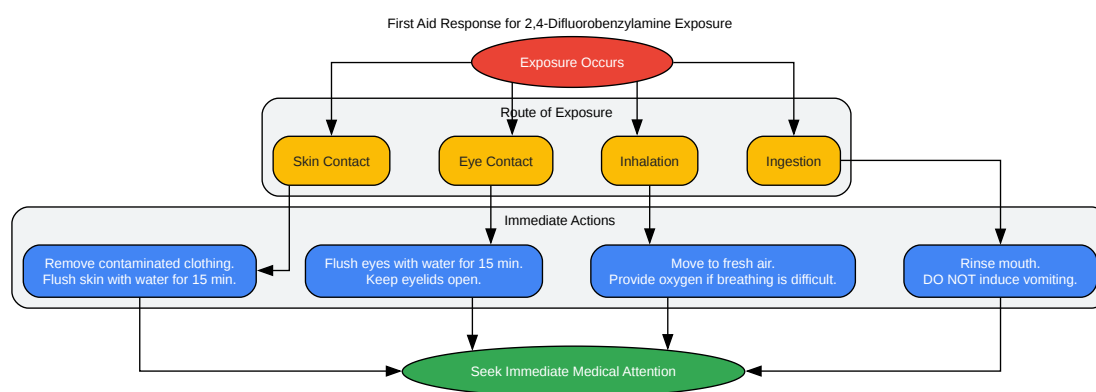 First Aid Response for 2,4-Difluorobenzylamine Exposure
Exposure Occurs
Route of Exposure
Skin Contact
Eye Contact
Inhalation
Ingestion
Immediate Actions
Remove contaminated clothing.
Flush skin with water for 15 min.
Flush eyes with water for 15 min.
Keep eyelids open.
Move to fresh air.
Provide oxygen if breathing is difficult.
Rinse mouth.
DO NOT induce vomiting.
Seek Immediate Medical Attention